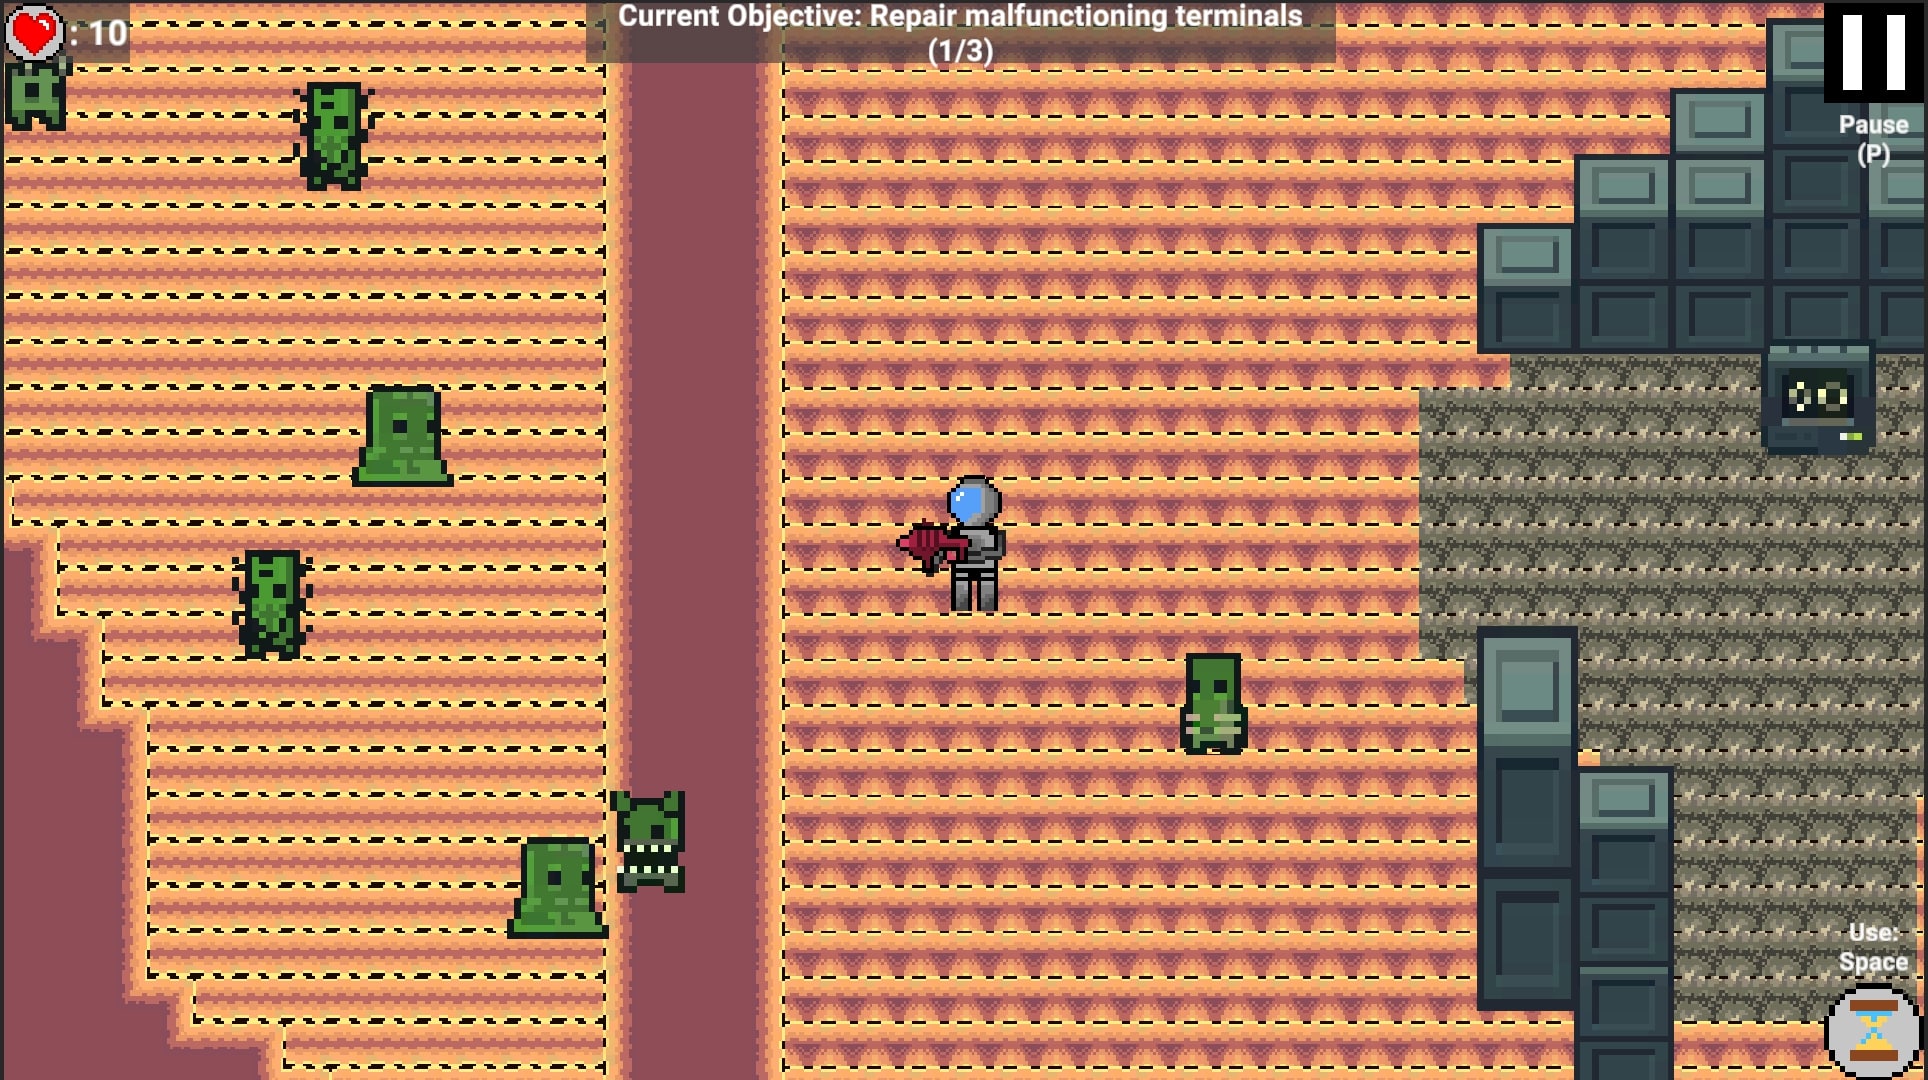 : 10
Current Objective: Repair malfunctioning terminals
(1/3)
Pause
(P)
Use:
Space